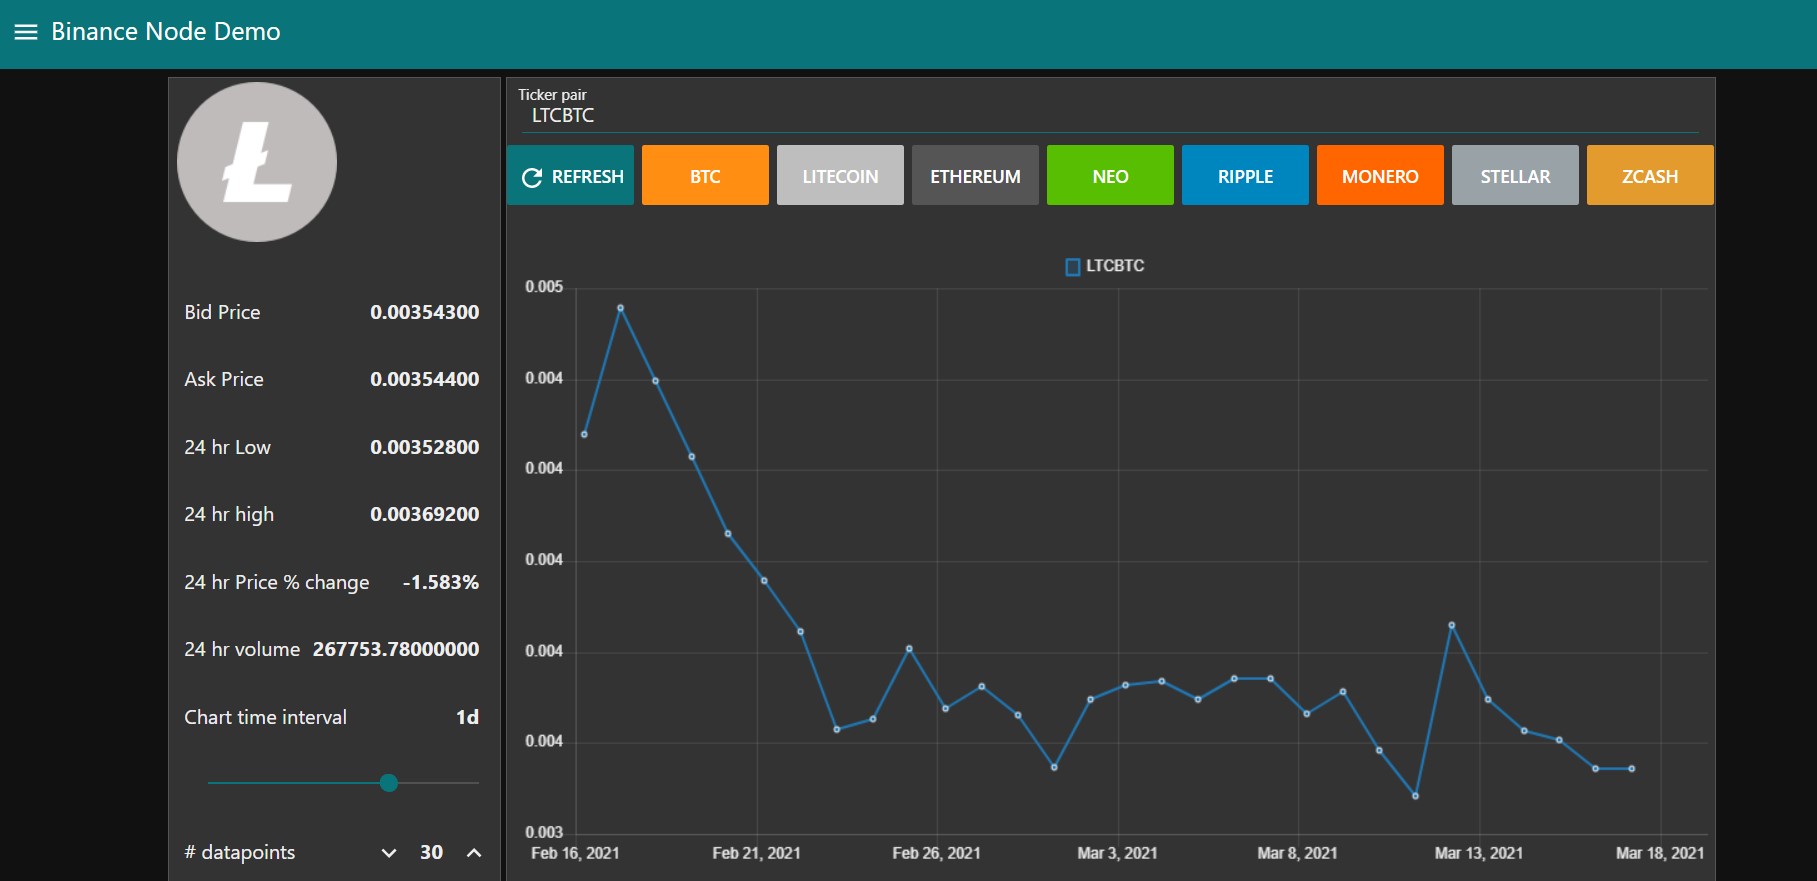 Binance Node Demo
Ticker pair
LTCBTC
REFRESH BTC LITECOIN ETHEREUM NEO RIPPLE MONERO STELLAR ZCASH
Bid Price 0.00354300
Ask Price 0.00354400
24 hr Low 0.00352800
24 hr high 0.00369200
24 hr Price % change -1.583%
24 hr volume 267753.78000000
Chart time interval 1d
# datapoints 30
LTCBTC
0.005
0.004
0.004
0.004
0.004
0.004
0.003
Feb 16, 2021 Feb 21, 2021 Feb 26, 2021 Mar 3, 2021 Mar 8, 2021 Mar 13, 2021 Mar 18, 2021